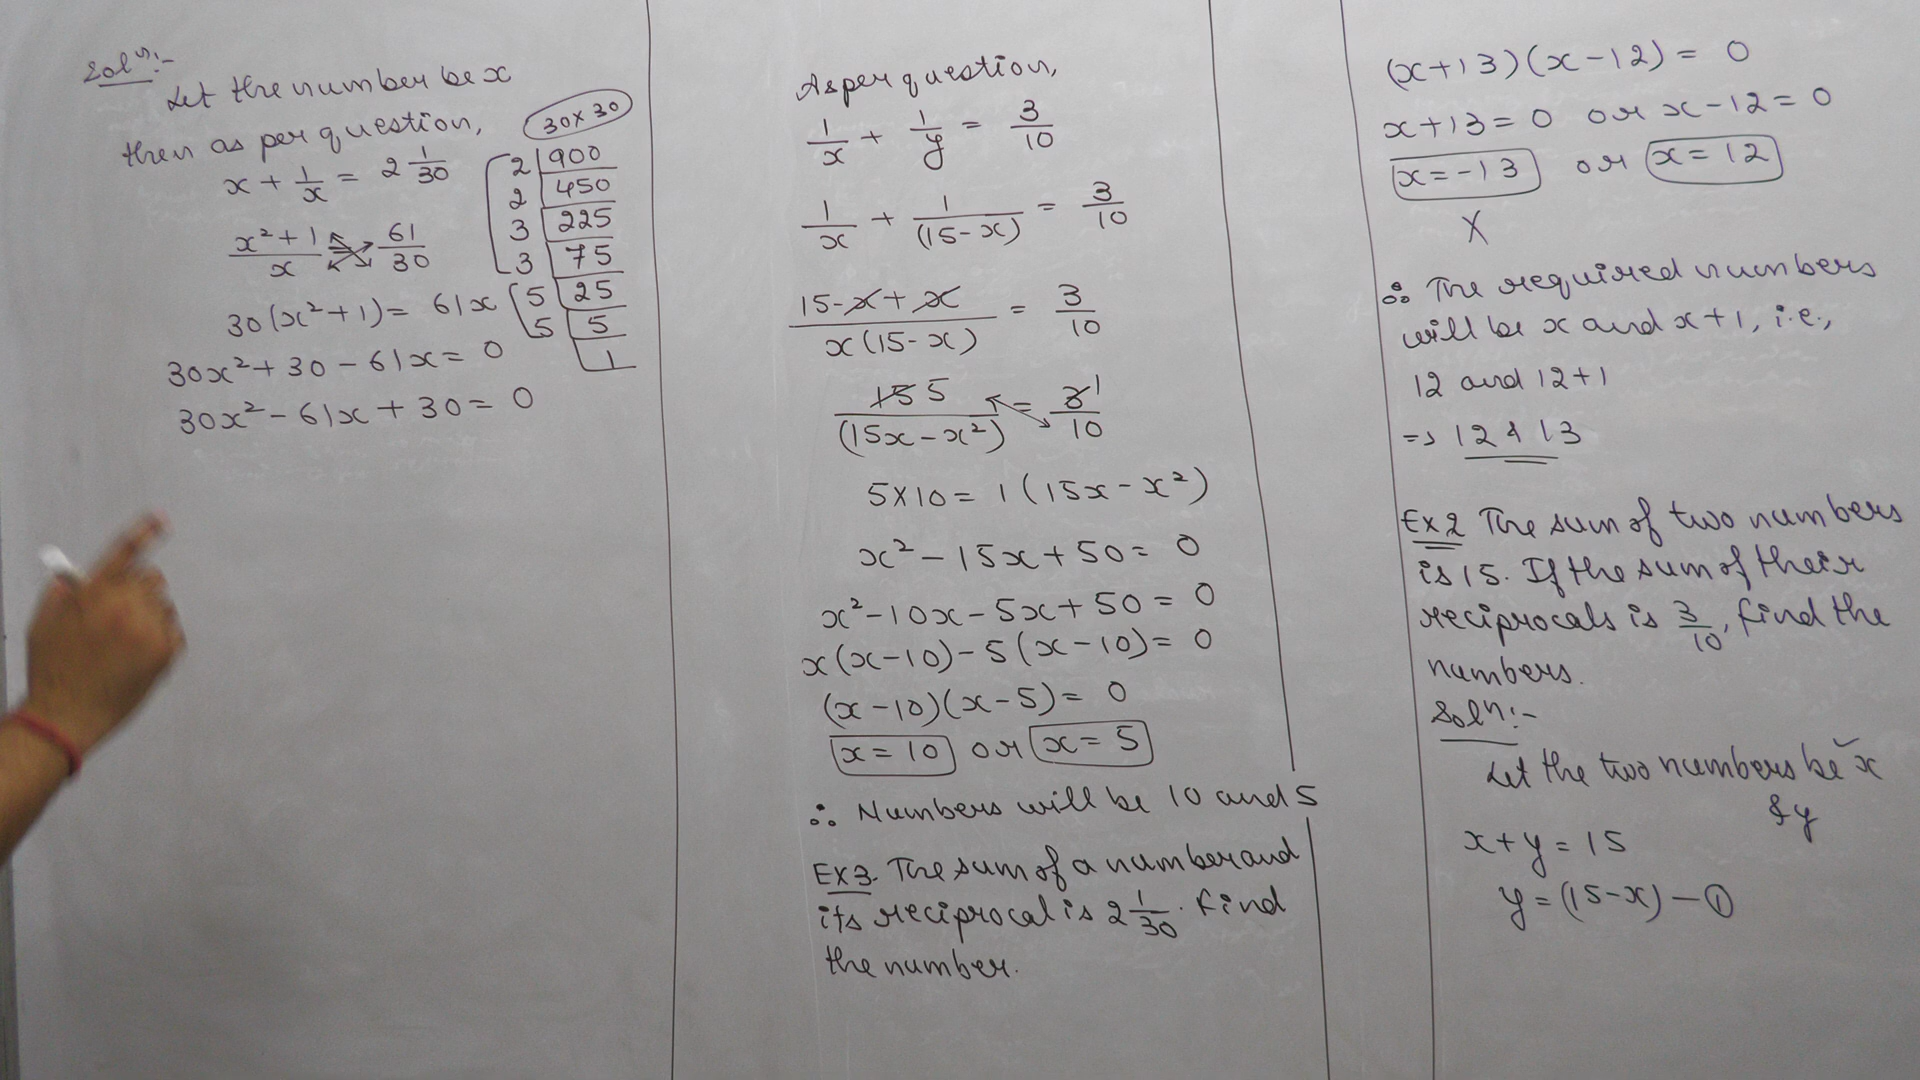 Solⁿ:-
Let the number be x
then as per question,
x + 1/x = 2 1/30
(x² + 1)/x = 61/30
30(x² + 1) = 61x
30x² + 30 - 61x = 0
30x² - 61x + 30 = 0
30 x 30
2 | 900
2 | 450
3 | 225
3 | 75
5 | 25
5 | 5
1
As per question,
1/x + 1/y = 3/10
1/x + 1/(15-x) = 3/10
(15 - x + x)/(x(15 - x)) = 3/10
15 5/(15x - x²) = 3 1/10
5 x 10 = 1(15x - x²)
x² - 15x + 50 = 0
x² - 10x - 5x + 50 = 0
x(x - 10) - 5(x - 10) = 0
(x - 10)(x - 5) = 0
x = 10 or x = 5
∴ Numbers will be 10 and 5
Ex3. The sum of a number and
its reciprocal is 2 1/30. Find
the number.
(x + 13)(x - 12) = 0
x + 13 = 0 or x - 12 = 0
x = -13 or x = 12
X
∴ The required numbers
will be x and x + 1, i.e.,
12 and 12 + 1
=> 12 & 13
Ex2 The sum of two numbers
is 15. If the sum of their
reciprocals is 3/10, find the
numbers.
Solⁿ:-
Let the two numbers be x
& y
x + y = 15
y = (15 - x) - ①